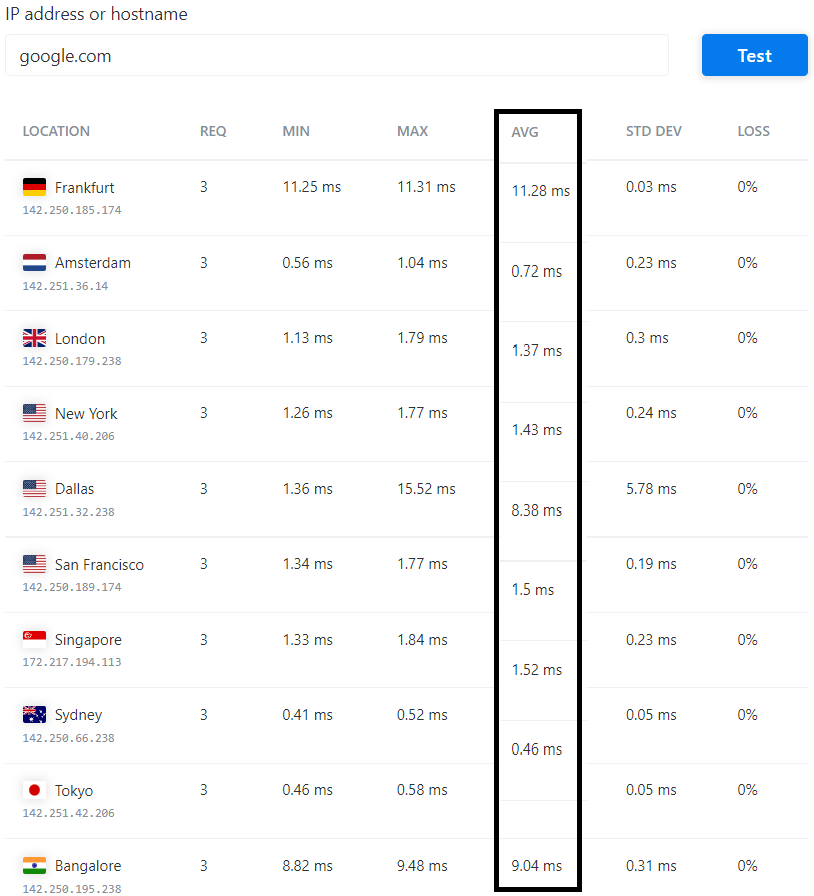 IP address or hostname
google.com Test
LOCATION REQ MIN MAX AVG STD DEV LOSS
Frankfurt 3 11.25 ms 11.31 ms 11.28 ms 0.03 ms 0%
142.250.185.174
Amsterdam 3 0.56 ms 1.04 ms 0.72 ms 0.23 ms 0%
142.251.36.14
London 3 1.13 ms 1.79 ms 1.37 ms 0.3 ms 0%
142.250.179.238
New York 3 1.26 ms 1.77 ms 1.43 ms 0.24 ms 0%
142.251.40.206
Dallas 3 1.36 ms 15.52 ms 8.38 ms 5.78 ms 0%
142.251.32.238
San Francisco 3 1.34 ms 1.77 ms 1.5 ms 0.19 ms 0%
142.250.189.174
Singapore 3 1.33 ms 1.84 ms 1.52 ms 0.23 ms 0%
172.217.194.113
Sydney 3 0.41 ms 0.52 ms 0.46 ms 0.05 ms 0%
142.250.66.238
Tokyo 3 0.46 ms 0.58 ms 0.05 ms 0%
142.251.42.206
Bangalore 3 8.82 ms 9.48 ms 9.04 ms 0.31 ms 0%
142.250.195.238